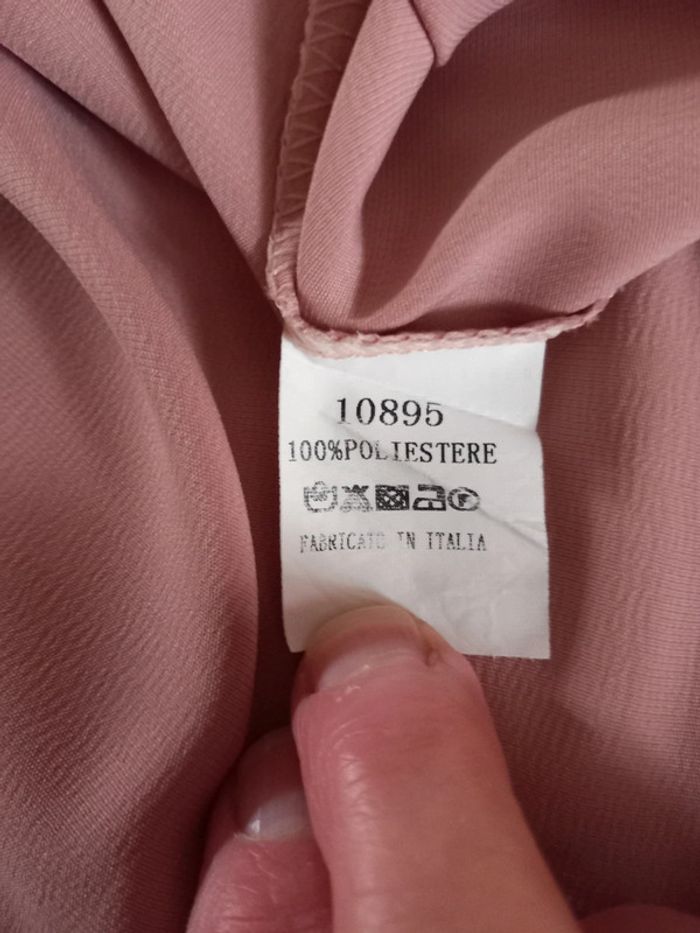 10895
100%POLIESTERE
FABRICATO IN ITALIA